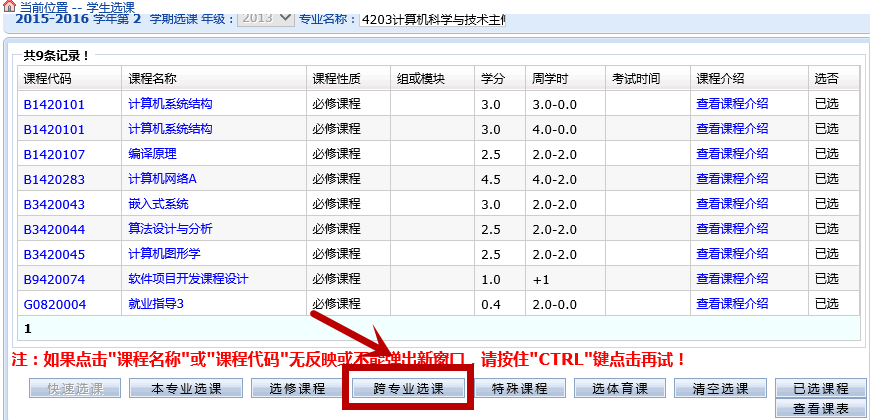 当前位置 -- 学生选课
2015-2016 学年第 2 学期选课 年级：2013 专业名称：4203计算机科学与技术主
共9条记录！
课程代码 课程名称 课程性质 组或模块 学分 周学时 考试时间 课程介绍 选否
B1420101 计算机系统结构 必修课程 3.0 3.0-0.0 查看课程介绍 已选
B1420101 计算机系统结构 必修课程 3.0 4.0-0.0 查看课程介绍 已选
B1420107 编译原理 必修课程 2.5 2.0-2.0 查看课程介绍 已选
B1420283 计算机网络A 必修课程 4.5 4.0-2.0 查看课程介绍 已选
B3420043 嵌入式系统 必修课程 3.0 2.0-2.0 查看课程介绍 已选
B3420044 算法设计与分析 必修课程 2.5 2.0-2.0 查看课程介绍 已选
B3420045 计算机图形学 必修课程 2.5 2.0-2.0 查看课程介绍 已选
B9420074 软件项目开发课程设计 必修课程 1.0 +1 查看课程介绍 已选
G0820004 就业指导3 必修课程 0.4 2.0-0.0 查看课程介绍 已选
1
注：如果点击"课程名称"或"课程代码"无反映或不能弹出新窗口，请按住"CTRL"键点击再试！
快速选课 本专业选课 选修课程 跨专业选课 特殊课程 选体育课 清空选课 已选课程
查看课表